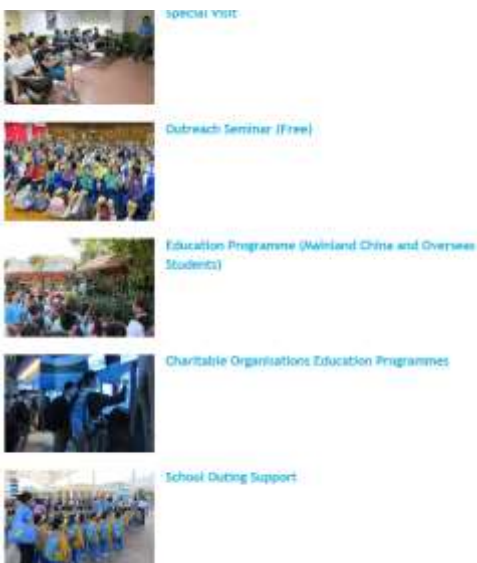 Special Visit
Outreach Seminar (Free)
Education Programme (Mainland China and Overseas
Students)
Charitable Organisations Education Programmes
School Outing Support